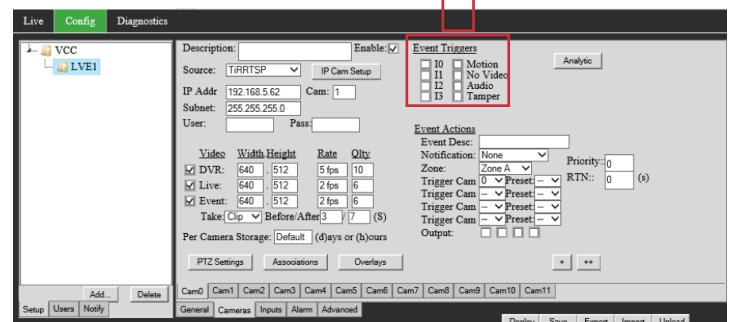 Live Config Diagnostics
VCC
LVE1
Add... Delete
Setup Users Notify
Description: Enable:
Source: TiRRTSP IP Cam Setup
IP Addr 192.168.5.62 Cam: 1
Subnet: 255.255.255.0
User: Pass:
Video Width.Height Rate Qlty
DVR: 640 . 512 5 fps 10
Live: 640 . 512 2 fps 6
Event: 640 . 512 2 fps 6
Take: Clip Before/After 3 / 7 (S)
Per Camera Storage: Default (d)ays or (h)ours
PTZ Settings Associations Overlays
Event Triggers
I0 Motion
I1 No Video
I2 Audio
I3 Tamper
Analytic
Event Actions
Event Desc:
Notification: None
Zone: Zone A
Priority:: 0
Trigger Cam 0 Preset: --
RTN:: 0 (s)
Trigger Cam -- Preset: --
Trigger Cam -- Preset: --
Trigger Cam -- Preset: --
Output:
+ ++
Cam0 Cam1 Cam2 Cam3 Cam4 Cam5 Cam6 Cam7 Cam8 Cam9 Cam10 Cam11
General Cameras Inputs Alarm Advanced
Deploy Save Export Import Upload